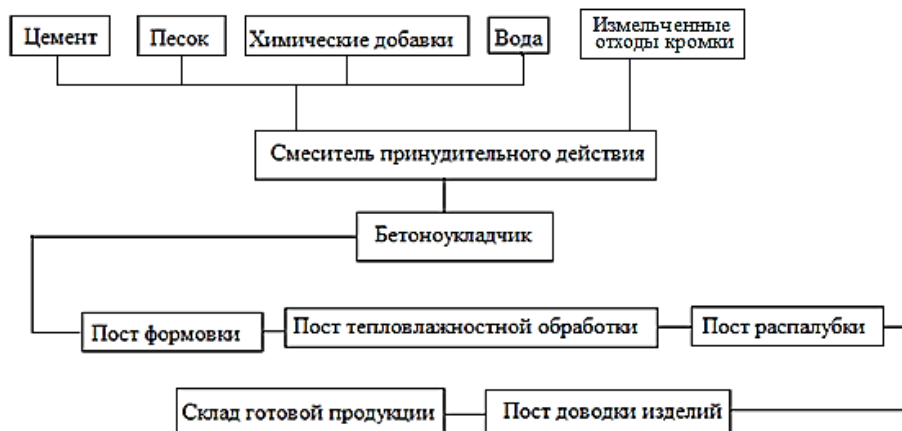 Цемент
Песок
Химические добавки
Вода
Измельченные
отходы кромки
Смеситель принудительного действия
Бетоноукладчик
Пост формовки
Пост тепловлажностной обработки
Пост распалубки
Склад готовой продукции
Пост доводки изделий